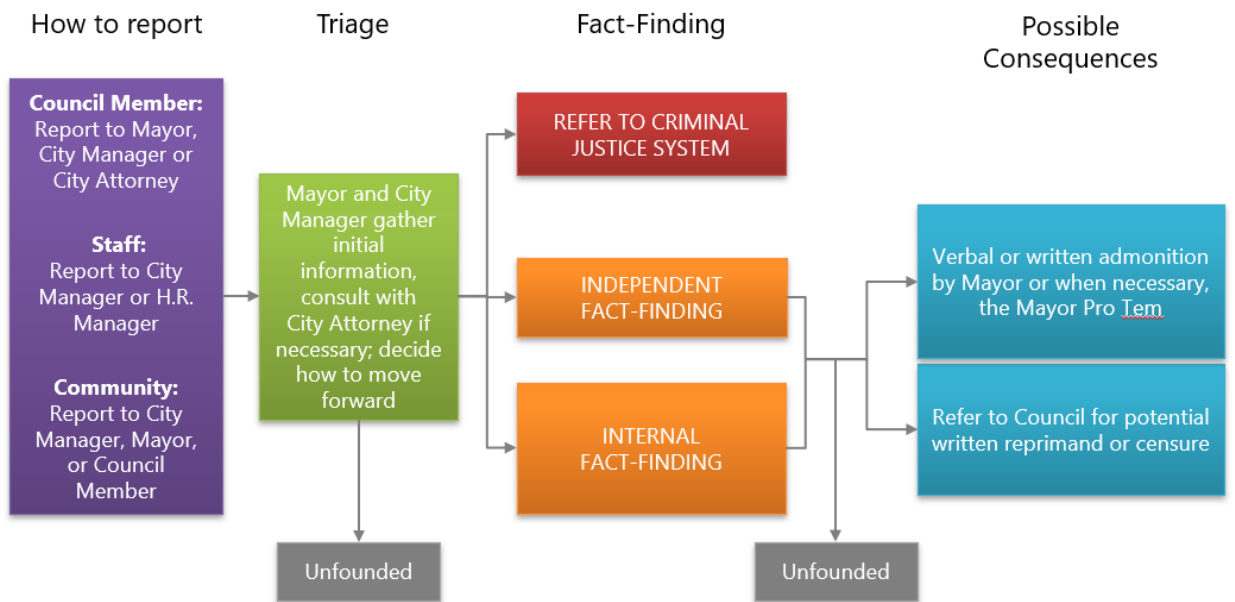 How to report
Triage
Fact-Finding
Possible
Consequences
Council Member:
Report to Mayor,
City Manager or
City Attorney
Staff:
Report to City
Manager or H.R.
Manager
Community:
Report to City
Manager, Mayor,
or Council
Member
Mayor and City
Manager gather
initial
information,
consult with
City Attorney if
necessary; decide
how to move
forward
Unfounded
REFER TO CRIMINAL
JUSTICE SYSTEM
INDEPENDENT
FACT-FINDING
INTERNAL
FACT-FINDING
Unfounded
Verbal or written admonition
by Mayor or when necessary,
the Mayor Pro Tem
Refer to Council for potential
written reprimand or censure